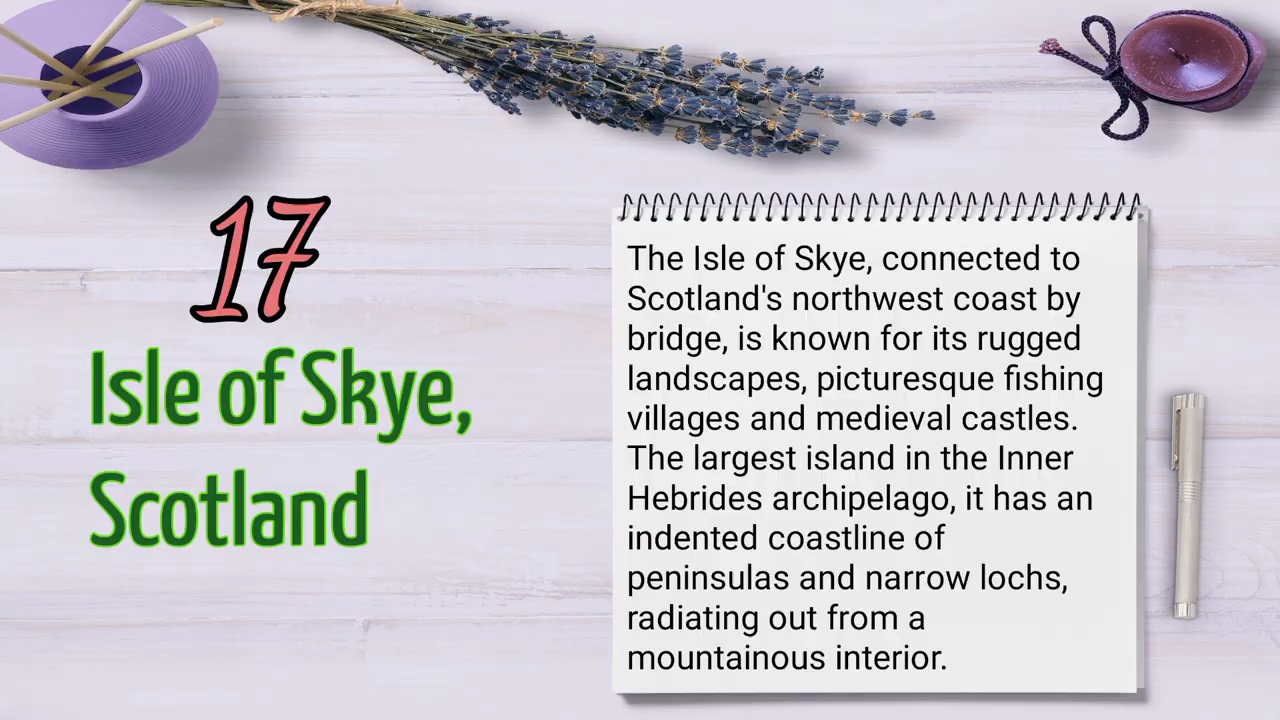 17
Isle of Skye,
Scotland
The Isle of Skye, connected to
Scotland's northwest coast by
bridge, is known for its rugged
landscapes, picturesque fishing
villages and medieval castles.
The largest island in the Inner
Hebrides archipelago, it has an
indented coastline of
peninsulas and narrow lochs,
radiating out from a
mountainous interior.